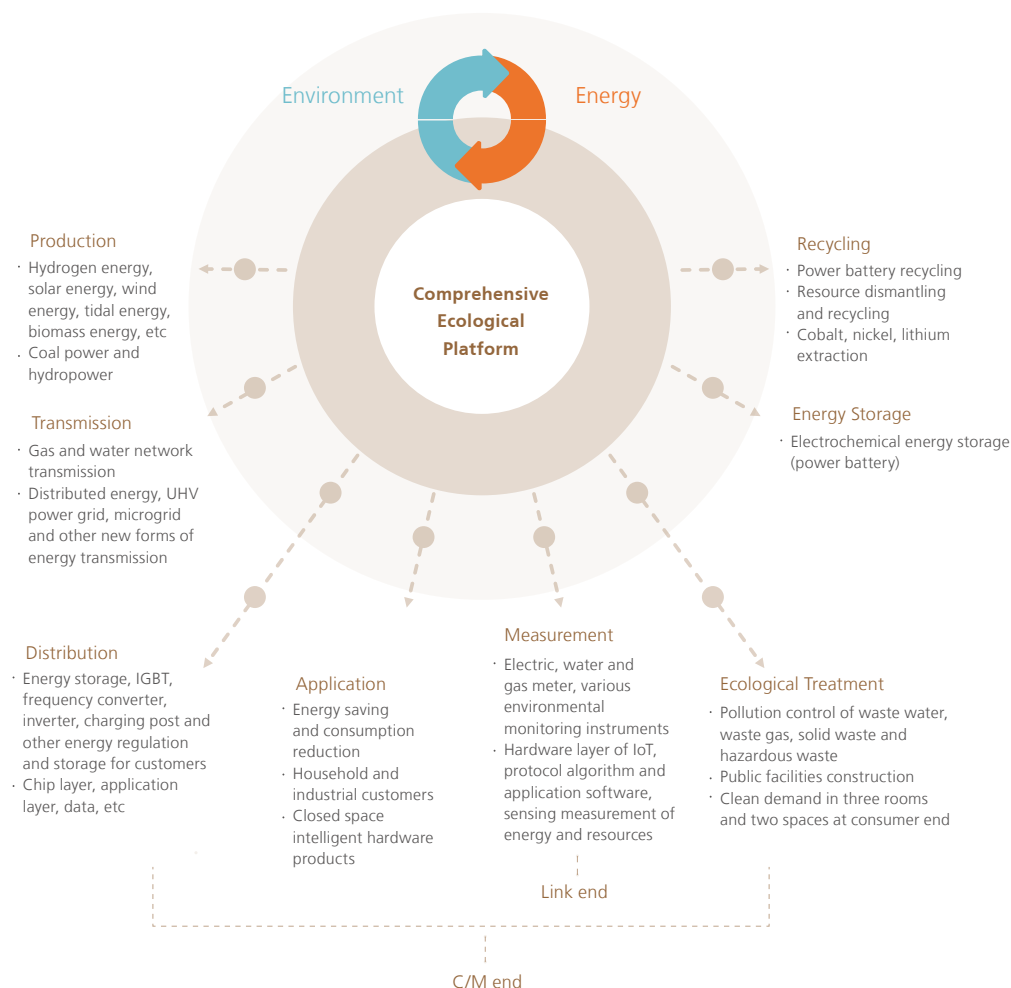 Environment
Energy
Comprehensive
Ecological
Platform
Production
· Hydrogen energy,
solar energy, wind
energy, tidal energy,
biomass energy, etc
· Coal power and
hydropower
Transmission
· Gas and water network
transmission
· Distributed energy, UHV
power grid, microgrid
and other new forms of
energy transmission
Distribution
· Energy storage, IGBT,
frequency converter,
inverter, charging post and
other energy regulation
and storage for customers
· Chip layer, application
layer, data, etc
Application
· Energy saving
and consumption
reduction
· Household and
industrial customers
· Closed space
intelligent hardware
products
Measurement
· Electric, water and
gas meter, various
environmental
monitoring instruments
· Hardware layer of IoT,
protocol algorithm and
application software,
sensing measurement of
energy and resources
Ecological Treatment
· Pollution control of waste water,
waste gas, solid waste and
hazardous waste
· Public facilities construction
· Clean demand in three rooms
and two spaces at consumer end
Energy Storage
· Electrochemical energy storage
(power battery)
Recycling
· Power battery recycling
· Resource dismantling
and recycling
· Cobalt, nickel, lithium
extraction
Link end
C/M end